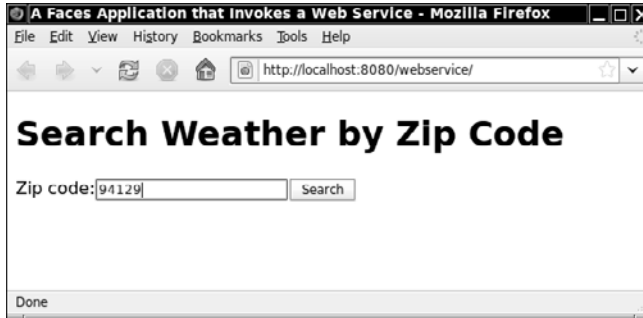 A Faces Application that Invokes a Web Service - Mozilla Firefox
File Edit View History Bookmarks Tools Help
http://localhost:8080/webservice/
Search Weather by Zip Code
Zip code: 94129 Search
Done